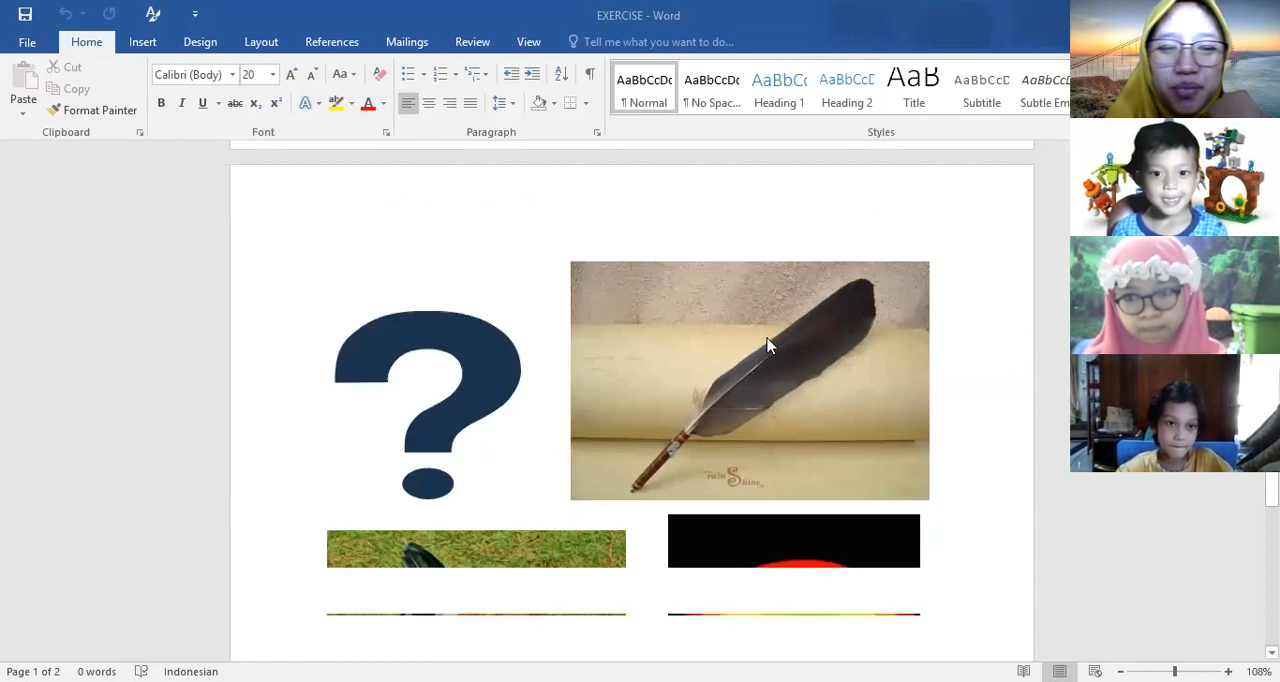 EXERCISE - Word
File Home Insert Design Layout References Mailings Review View Tell me what you want to do...
Paste
Cut
Copy
Format Painter
Clipboard
Calibri (Body) 20
Font
Paragraph
AaBbCcDc AaBbCcDc AaBbCc AaBbCcD AaB AaBbCcD AaBbCcDc
¶ Normal ¶ No Spac... Heading 1 Heading 2 Title Subtitle Subtle Em
Styles
?
Page 1 of 2 0 words Indonesian 108%